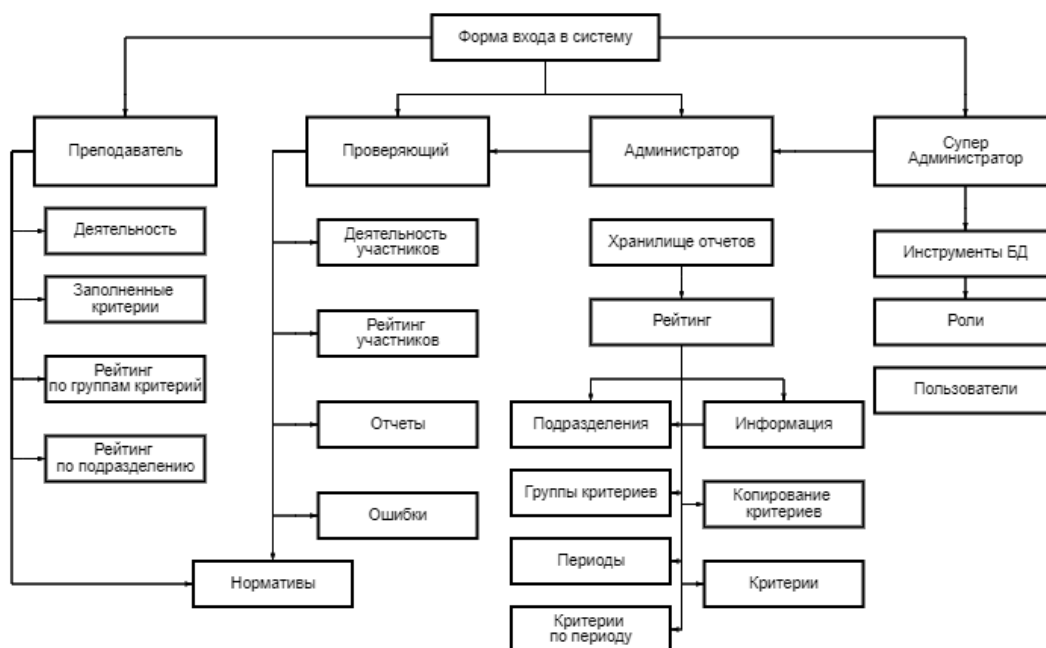 Форма входа в систему
Преподаватель
Проверяющий
Администратор
Супер
Администратор
Деятельность
Заполненные
критерии
Рейтинг
по группам критерий
Рейтинг
по подразделению
Деятельность
участников
Рейтинг
участников
Отчеты
Ошибки
Нормативы
Хранилище отчетов
Рейтинг
Подразделения
Информация
Группы критериев
Копирование
критериев
Периоды
Критерии
Критерии
по периоду
Инструменты БД
Роли
Пользователи